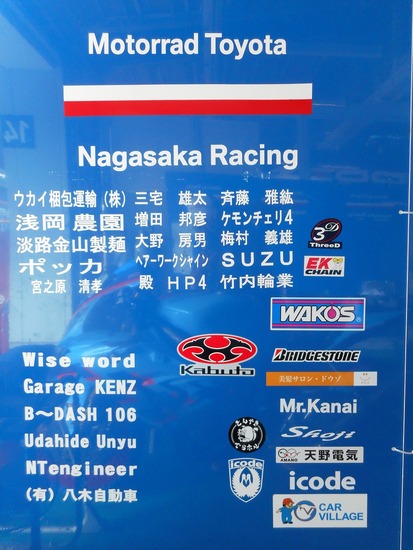 Motorrad Toyota
Nagasaka Racing
ウカイ梱包運輸(株) 三宅 雄太 斉藤 雅紘
浅岡農園 増田 邦彦 ケモンチェリ4
淡路金山製麺 大野 房男 梅村 義雄
ポッカ ヘアーワークシャイン SUZU
宮之原 清孝 殿 HP4 竹内輪業
3D
ThreeD
EK
CHAIN
WAKO'S
Kabuto
BRIDGESTONE
美髪サロン・ドゥゾ
Wise word
Garage KENZ
B〜DASH 106
Udahide Unyu
NTengineer
(有) 八木自動車
Mr.Kanai
Shoji
AMANO 天野電気
icode
icode
CAR
VILLAGE